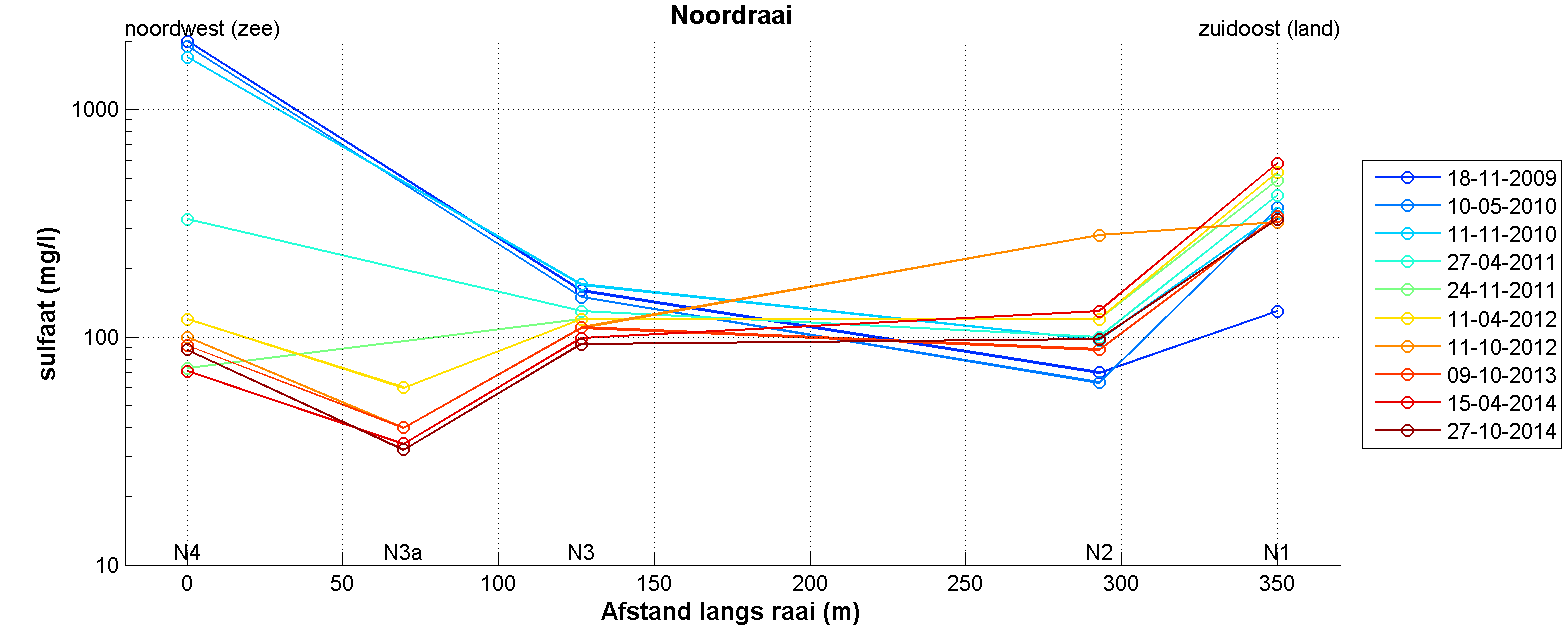 Noordraai
noordwest (zee)
zuidoost (land)
1000
100
10
sulfaat (mg/l)
N4
N3a
N3
N2
N1
0
50
100
150
200
250
300
350
Afstand langs raai (m)
18-11-2009
10-05-2010
11-11-2010
27-04-2011
24-11-2011
11-04-2012
11-10-2012
09-10-2013
15-04-2014
27-10-2014